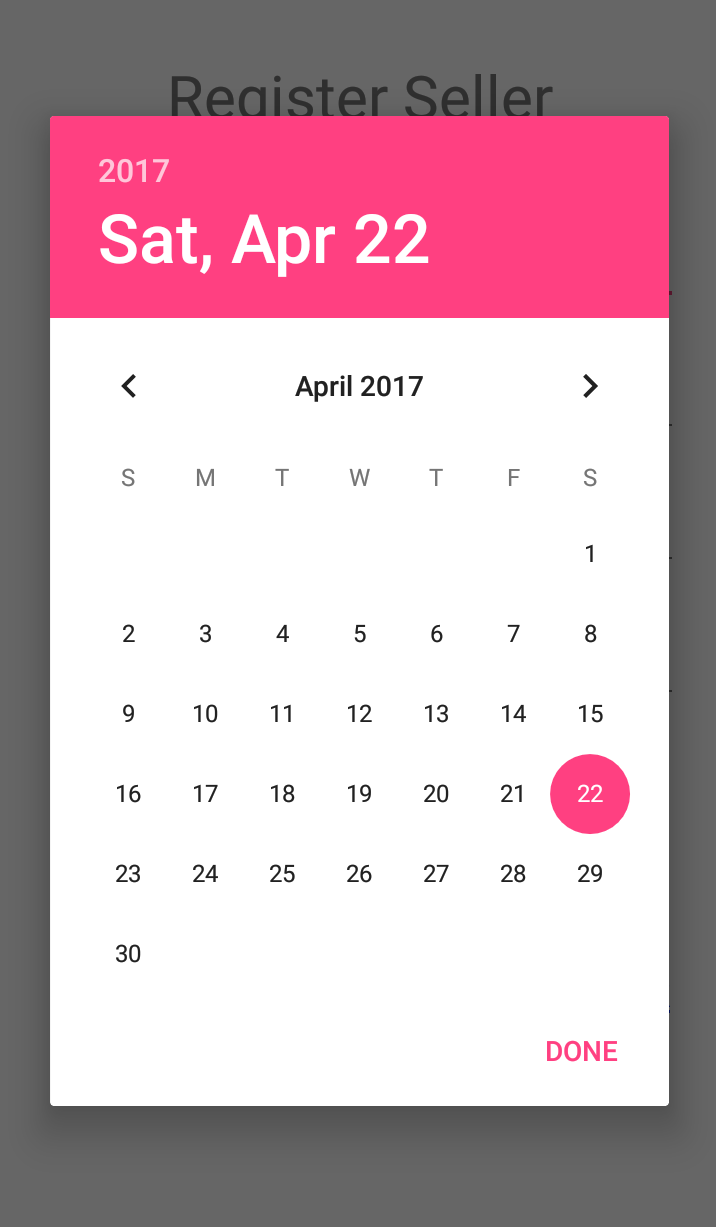 Register Seller
2017
Sat, Apr 22
April 2017
S M T W T F S
1
2 3 4 5 6 7 8
9 10 11 12 13 14 15
16 17 18 19 20 21 22
23 24 25 26 27 28 29
30
DONE